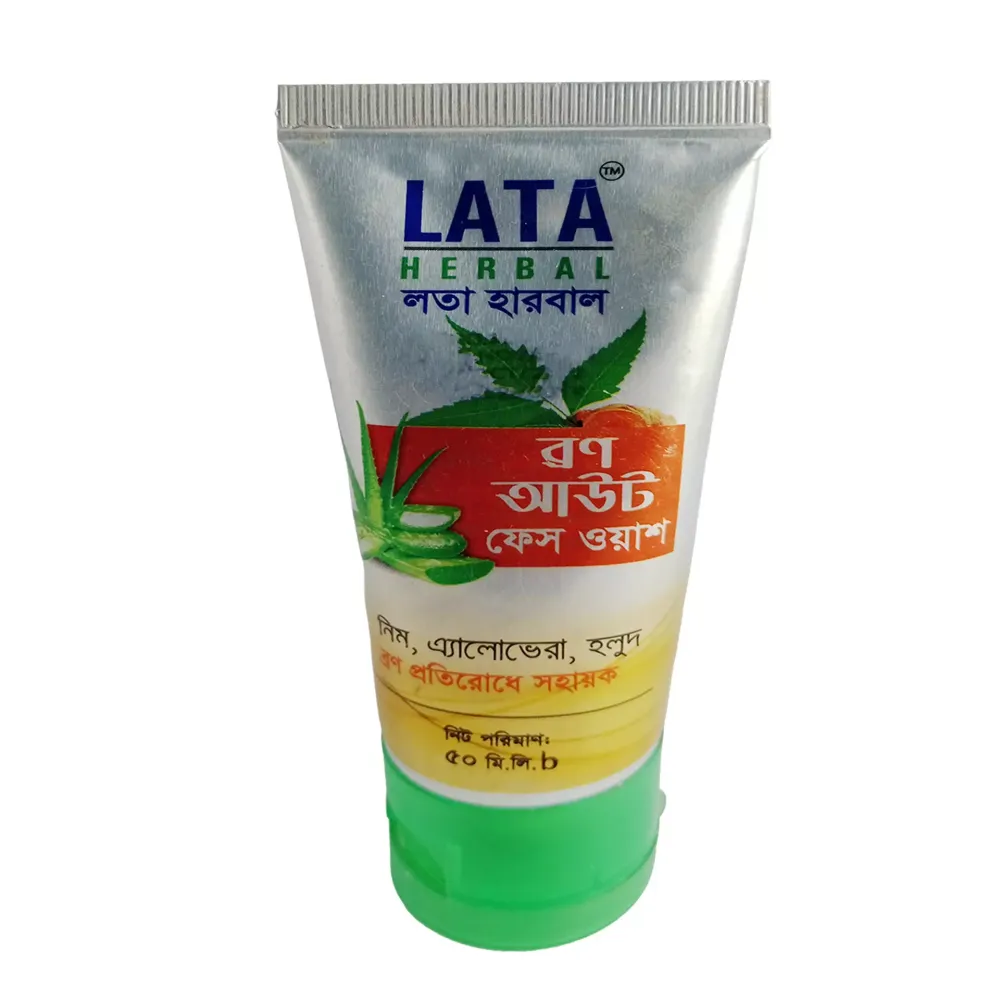 LATA™
HERBAL
লতা হারবাল
ব্রণ
আউট
ফেস ওয়াশ
নিম, এ্যালোভেরা, হলুদ
ব্রণ প্রতিরোধে সহায়ক
নিট পরিমাণ:
৫০ মি.লি.b